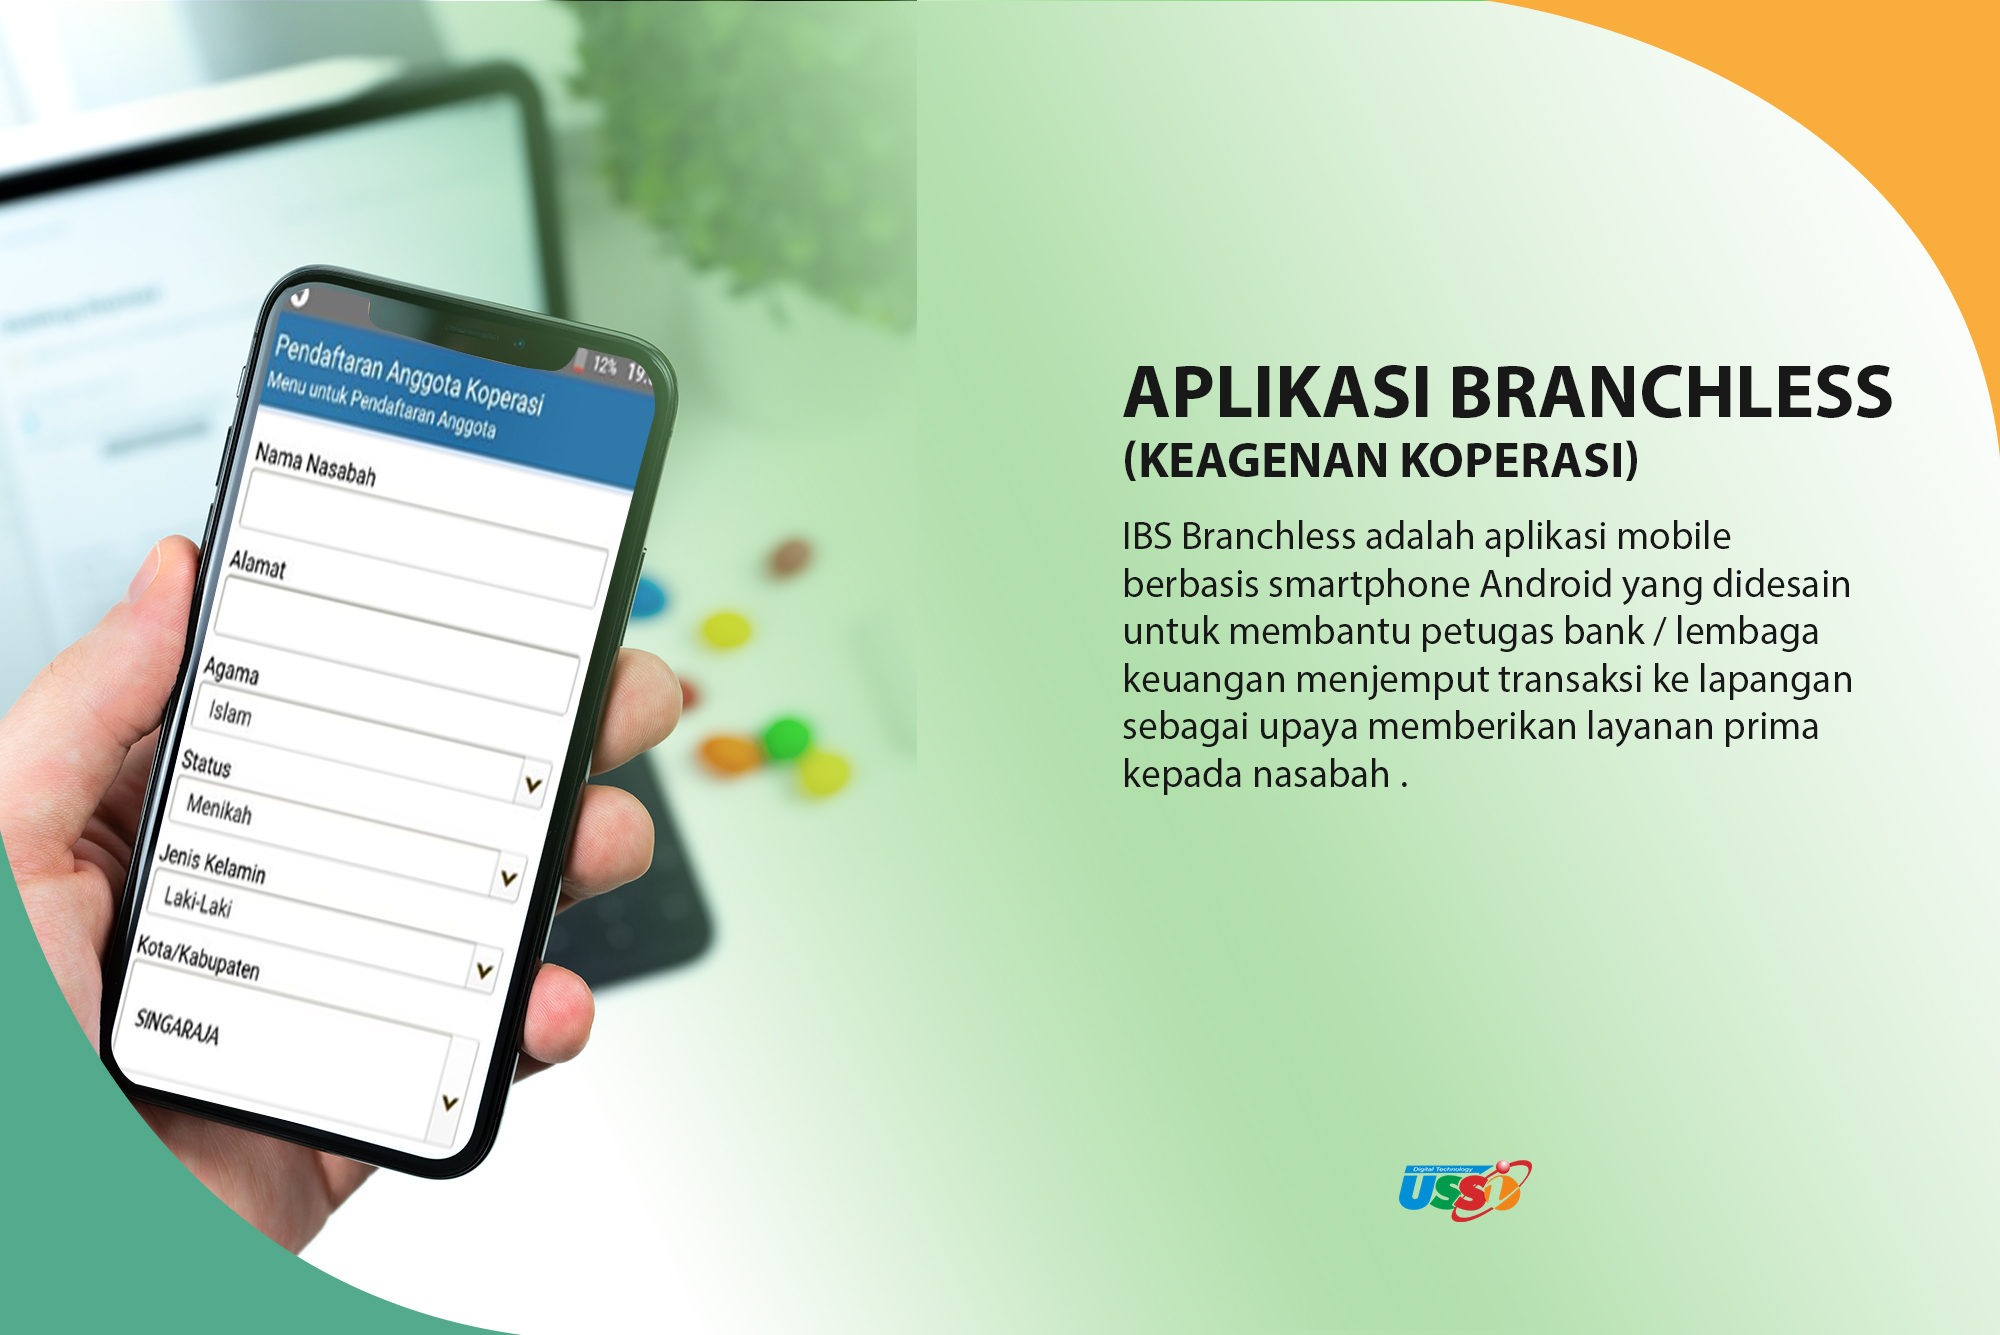 12%
Pendaftaran Anggota Koperasi
Menu untuk Pendaftaran Anggota
Nama Nasabah
Alamat
Agama
Islam
Status
Menikah
Jenis Kelamin
Laki-Laki
Kota/Kabupaten
SINGARAJA
APLIKASI BRANCHLESS
(KEAGENAN KOPERASI)
IBS Branchless adalah aplikasi mobile
berbasis smartphone Android yang didesain
untuk membantu petugas bank / lembaga
keuangan menjemput transaksi ke lapangan
sebagai upaya memberikan layanan prima
kepada nasabah .
Digital Technology
USSi